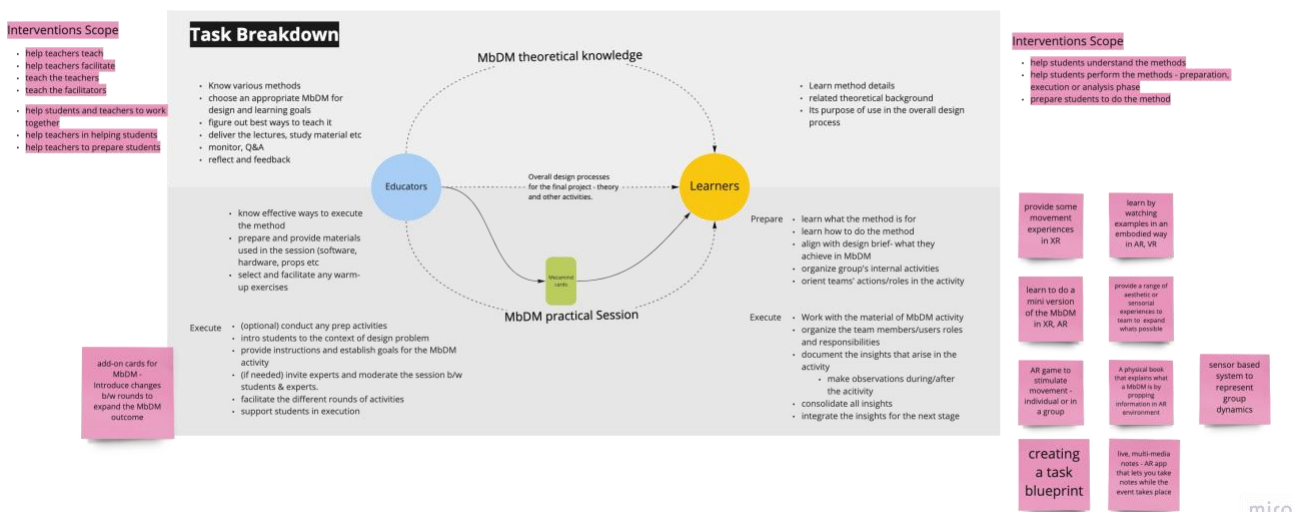 Interventions Scope
help teachers teach
help teachers facilitate
teach the teachers
teach the facilitators
help students and teachers to work
together
help teachers in helping students
help teachers to prepare students
Task Breakdown
MbDM theoretical knowledge
Know various methods
choose an appropriate MbDM for
design and learning goals
figure out best ways to teach it
deliver the lectures, study material etc
monitor, Q&A
reflect and feedback
Learn method details
related theoretical background
Its purpose of use in the overall design
process
Educators
Overall design processes
for the final project - theory
and other activities.
Learners
know effective ways to execute
the method
prepare and provide materials
used in the session (software,
hardware, props etc
select and facilitate any warm-
up exercises
cards
MbDM practical Session
Prepare
learn what the method is for
learn how to do the method
align with design brief- what they
achieve in MbDM
organize group's internal activities
orient teams' actions/roles in the activity
Execute
(optional) conduct any prep activities
intro students to the context of design problem
provide instructions and establish goals for the MbDM
activity
(if needed) invite experts and moderate the session b/w
students & experts.
facilitate the different rounds of activities
support students in execution
Execute
Work with the material of MbDM activity
organize the team members/users roles
and responsibilities
document the insights that arise in the
activity
make observations during/after
the acitivity
consolidate all insights
integrate the insights for the next stage
add-on cards for
MbDM -
Introduce changes
b/w rounds to
expand the MbDM
outcome
Interventions Scope
help students understand the methods
help students perform the methods - preparation,
execution or analysis phase
prepare students to do the method
provide some
movement
experiences
in XR
learn by
watching
examples in an
embodied way
in AR, VR
learn to do a
mini version
of the MbDM
in XR, AR
provide a range of
aesthetic or
sensorial
experiences to
team to expand
whats possible
AR game to
stimulate
movement -
individual or in
a group
A physical book
that explains what
a MbDM is by
propping
information in AR
environment
sensor based
system to
represent
group
dynamics
creating
a task
blueprint
live, multi-media
notes - AR app
that lets you take
notes while the
event takes place
miro